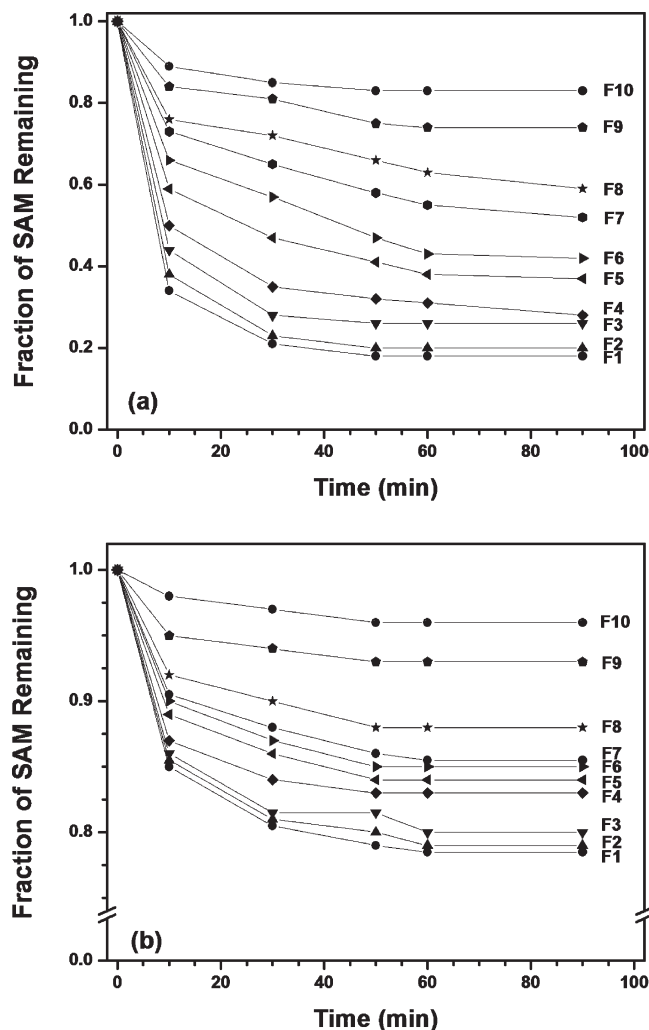 1.0
0.8
0.6
0.4
0.2
0.0
Fraction of SAM Remaining
F10
F9
F8
F7
F6
F5
F4
F3
F2
F1
(a)
0 20 40 60 80 100
Time (min)
1.0
0.9
0.8
0.0
Fraction of SAM Remaining
F10
F9
F8
F7
F6
F5
F4
F3
F2
F1
(b)
0 20 40 60 80 100
Time (min)